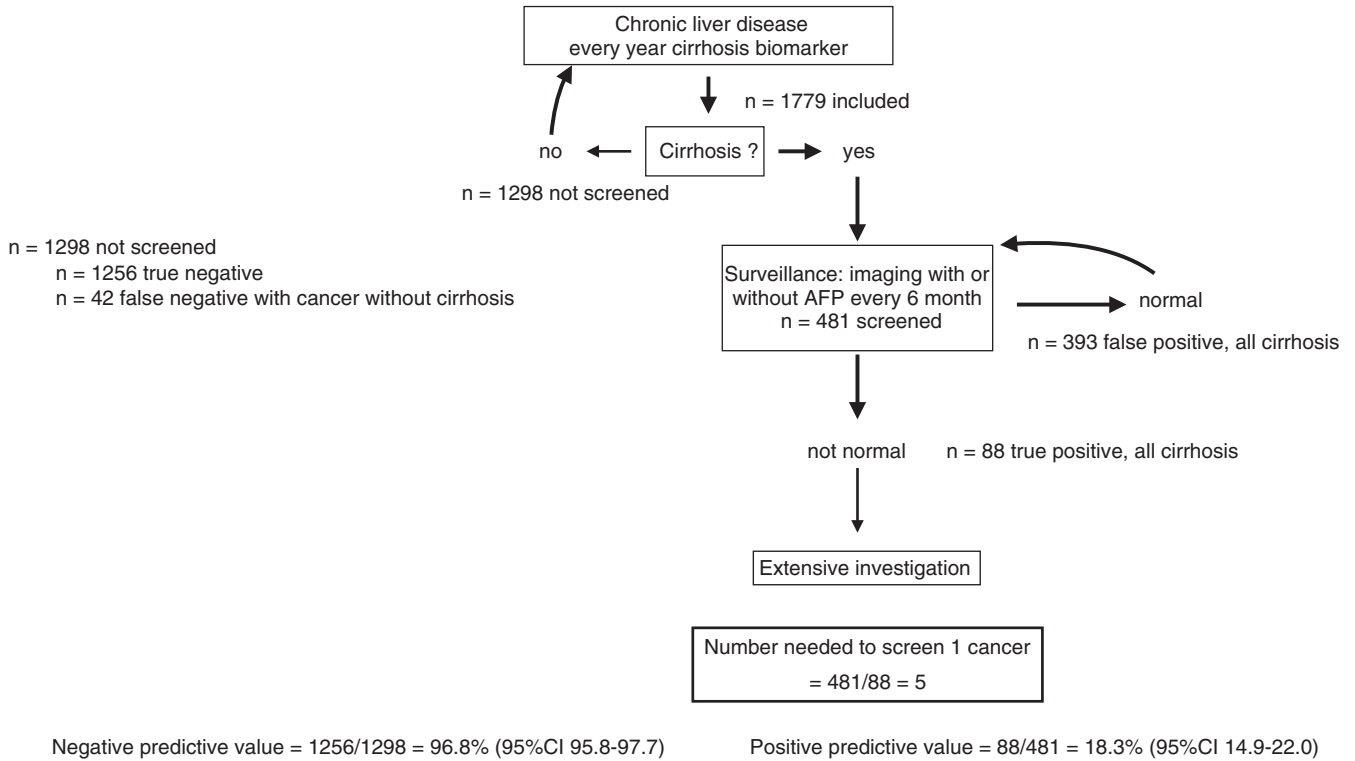 Chronic liver disease
every year cirrhosis biomarker
n = 1779 included
no
Cirrhosis ?
yes
n = 1298 not screened
n = 1298 not screened
n = 1256 true negative
n = 42 false negative with cancer without cirrhosis
Surveillance: imaging with or
without AFP every 6 month
n = 481 screened
normal
n = 393 false positive, all cirrhosis
not normal
n = 88 true positive, all cirrhosis
Extensive investigation
Number needed to screen 1 cancer
= 481/88 = 5
Negative predictive value = 1256/1298 = 96.8% (95%CI 95.8-97.7)
Positive predictive value = 88/481 = 18.3% (95%CI 14.9-22.0)